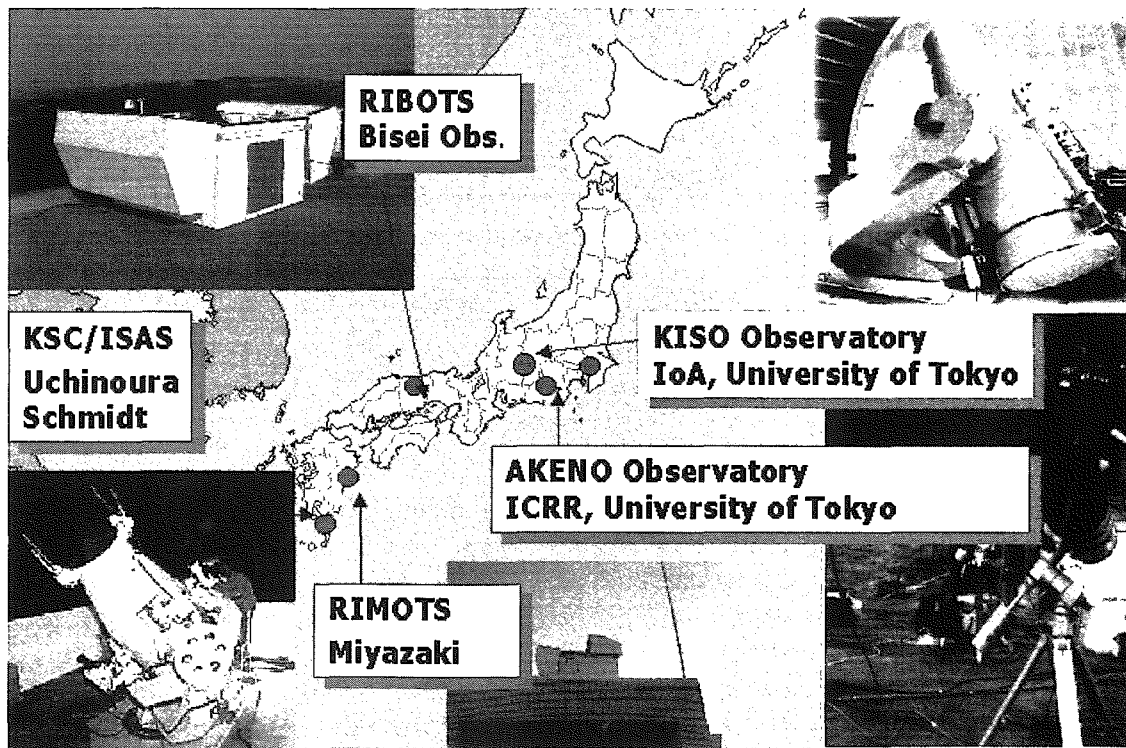 RIBOTS
Bisei Obs.
KSC/ISAS
Uchinoura
Schmidt
KISO Observatory
IoA, University of Tokyo
AKENO Observatory
ICRR, University of Tokyo
RIMOTS
Miyazaki